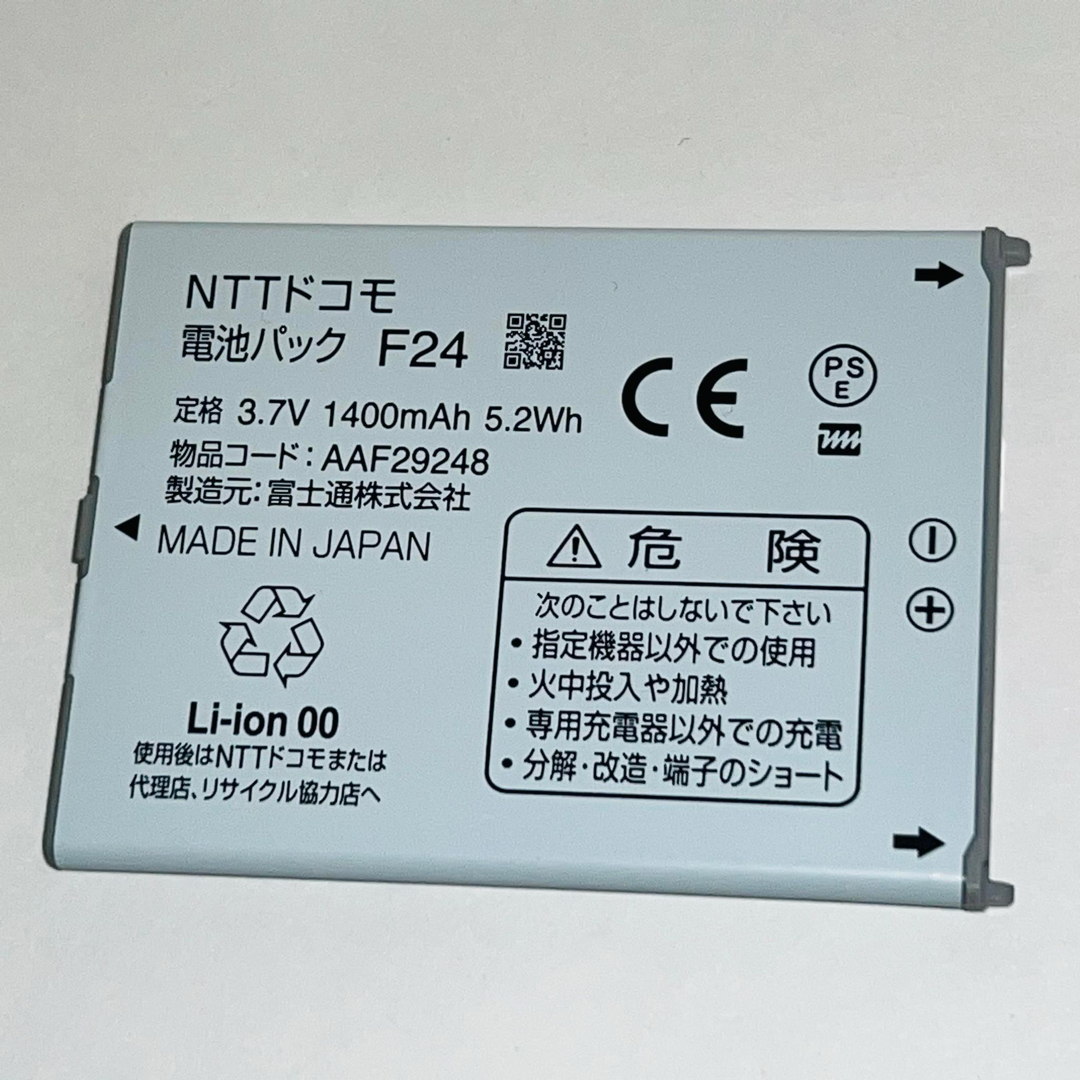 NTTドコモ
電池パック F24
定格 3.7V 1400mAh 5.2Wh
物品コード:AAF29248
製造元:富士通株式会社
MADE IN JAPAN
Li-ion 00
使用後はNTTドコモまたは
代理店、リサイクル協力店へ
CE
PS
E
⚠危 険
次のことはしないで下さい
・指定機器以外での使用
・火中投入や加熱
・専用充電器以外での充電
・分解・改造・端子のショート